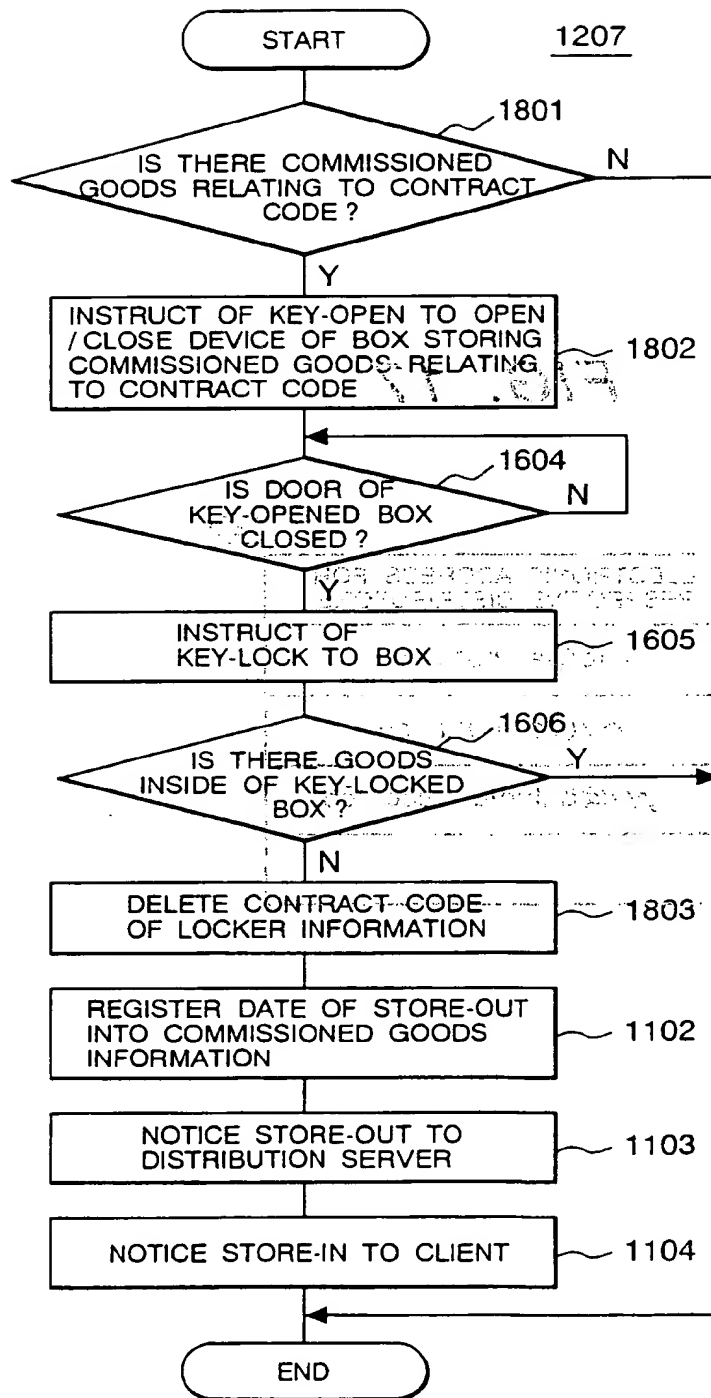 START
1207
1801
IS THERE COMMISSIONED
GOODS RELATING TO CONTRACT
CODE?
N
Y
INSTRUCT OF KEY-OPEN TO OPEN
/CLOSE DEVICE OF BOX STORING
COMMISSIONED GOODS RELATING
TO CONTRACT CODE
1802
1604
IS DOOR OF
KEY-OPENED BOX
CLOSED?
N
Y
INSTRUCT OF
KEY-LOCK TO BOX
1605
1606
IS THERE GOODS
INSIDE OF KEY-LOCKED
BOX?
Y
N
DELETE CONTRACT CODE
OF LOCKER INFORMATION
1803
REGISTER DATE OF STORE-OUT
INTO COMMISSIONED GOODS
INFORMATION
1102
NOTICE STORE-OUT TO
DISTRIBUTION SERVER
1103
NOTICE STORE-IN TO CLIENT
1104
END